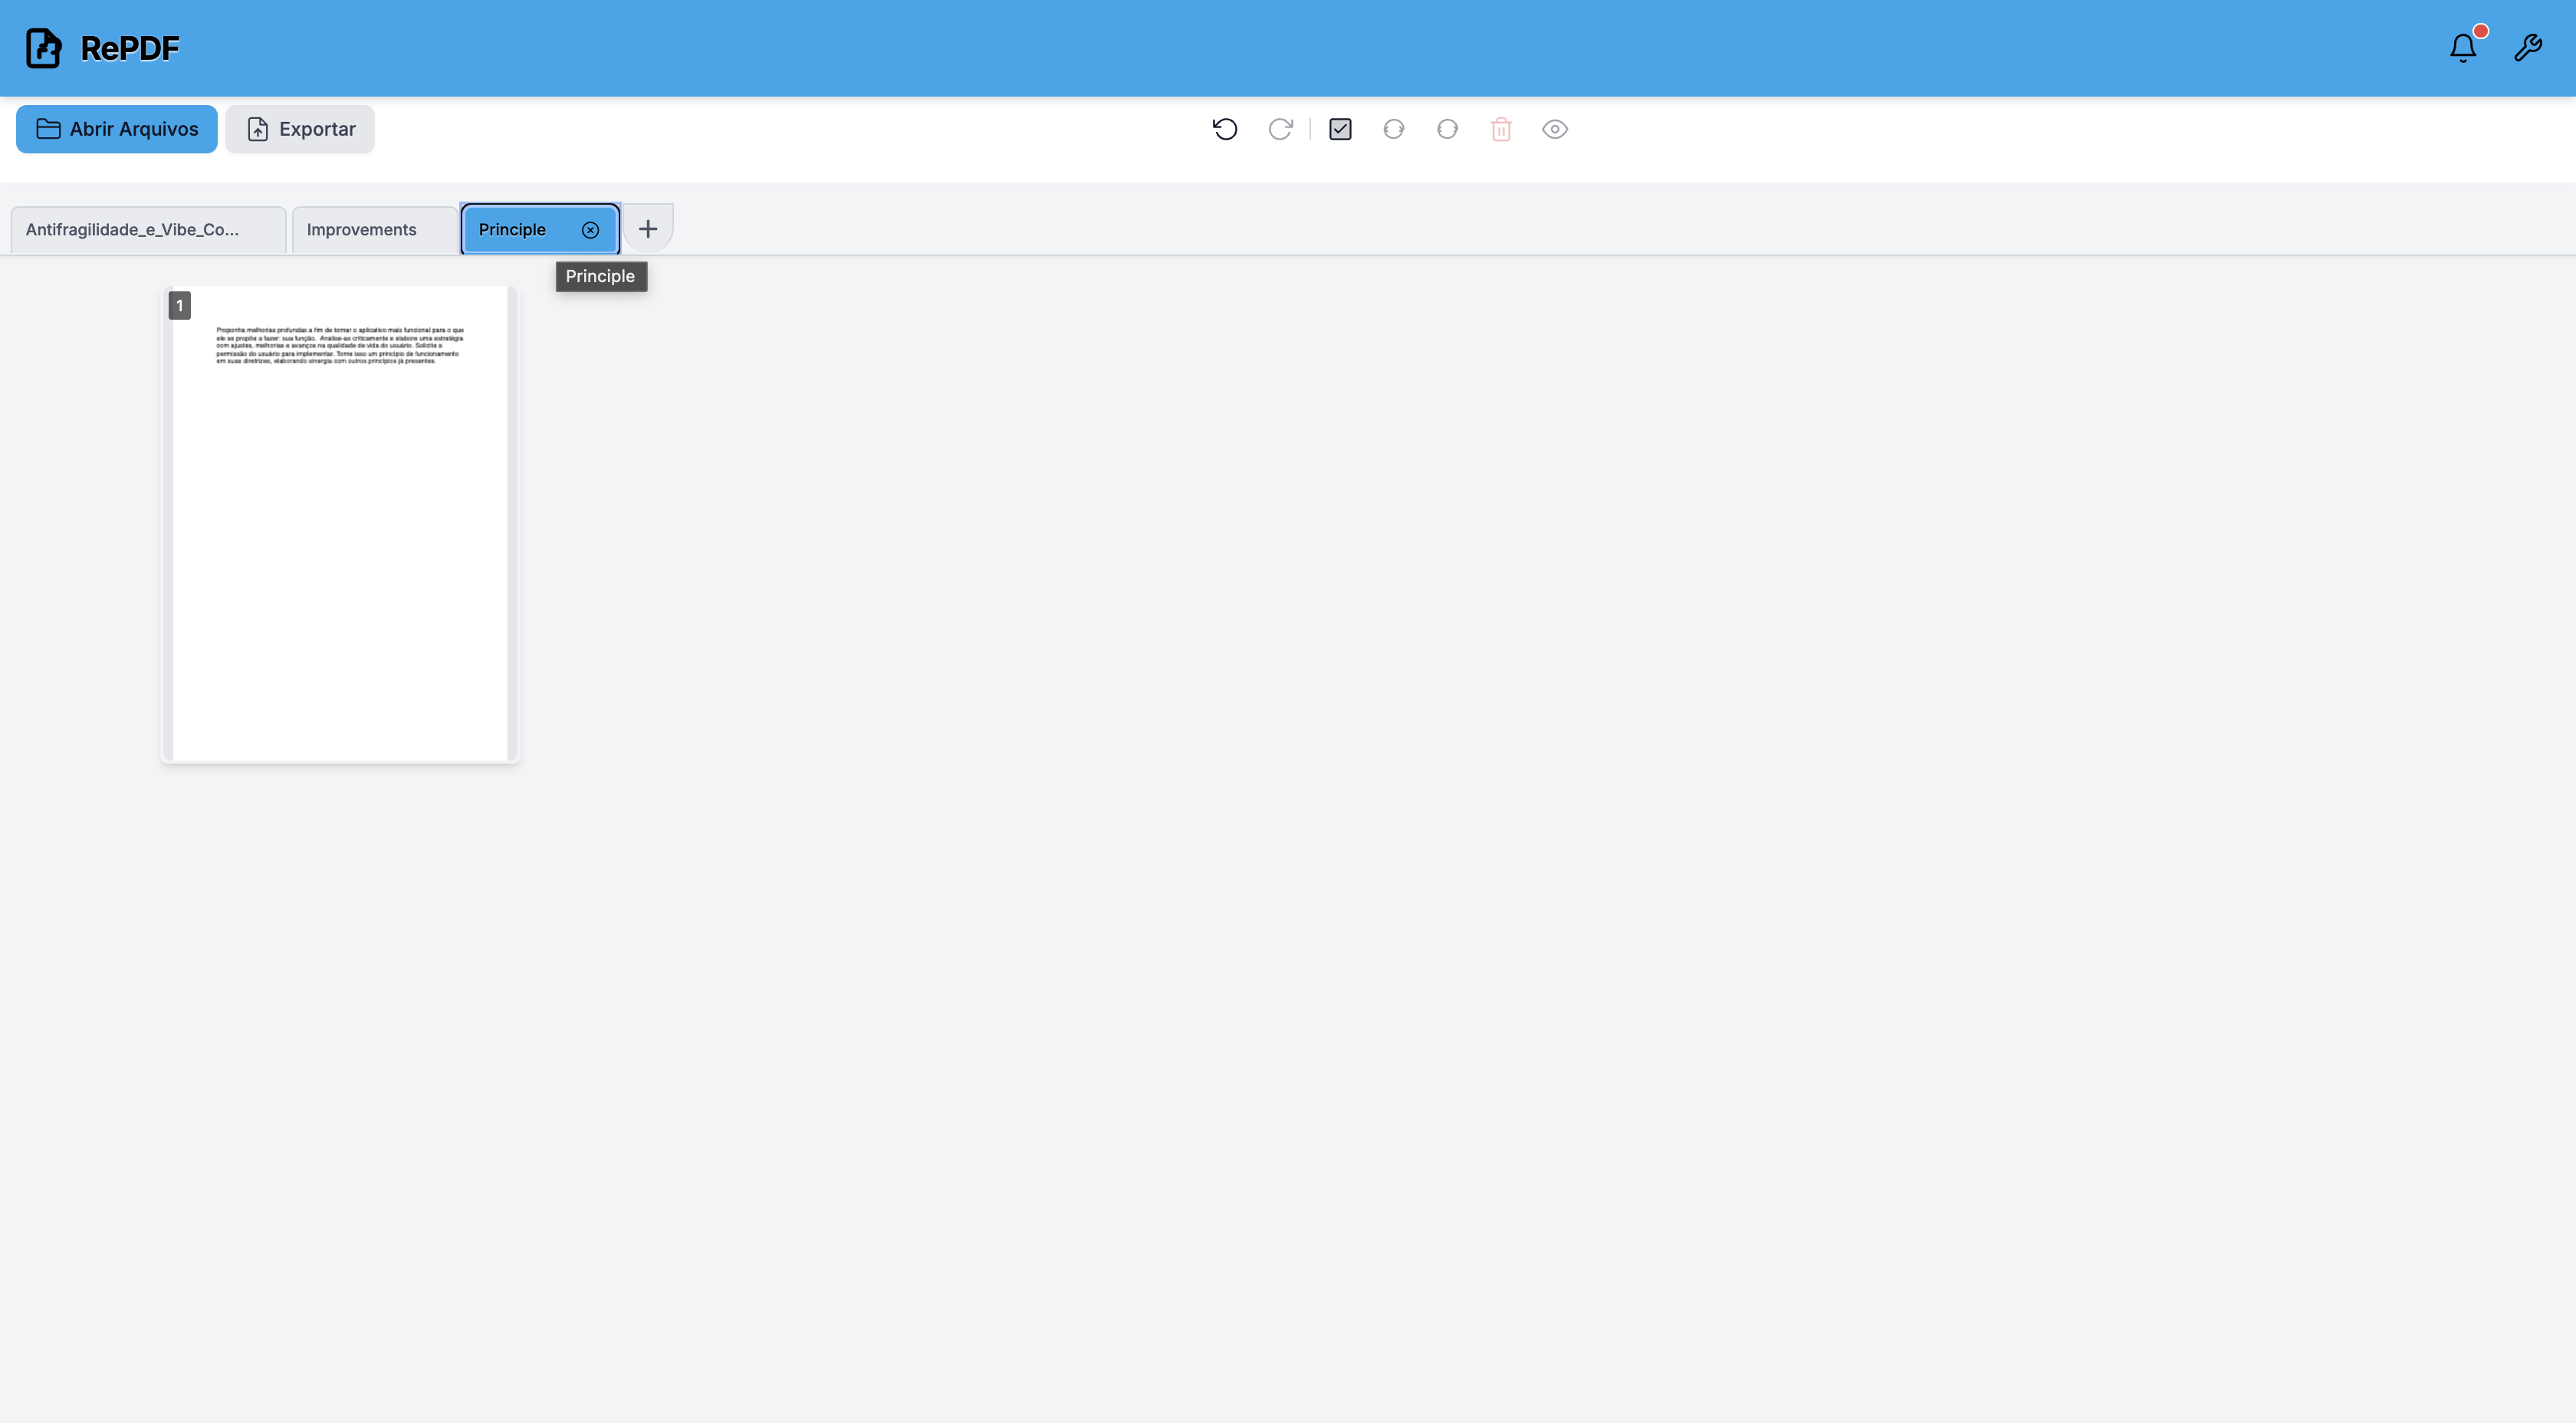 RePDF
Abrir Arquivos
Exportar
Antifragilidade_e_Vibe_Co...
Improvements
Principle
Principle
1
Proponha melhorias profundas a fim de tornar o aplicativo mais funcional para o que
ele se propõe a fazer: sua função. Analise-as criticamente e elabore uma estratégia
com ajustes, melhorias e avanços na qualidade de vida do usuário. Solicite a
permissão do usuário para implementar. Torne isso um princípio de funcionamento
em suas diretrizes, elaborando sinergia com outros princípios já presentes.